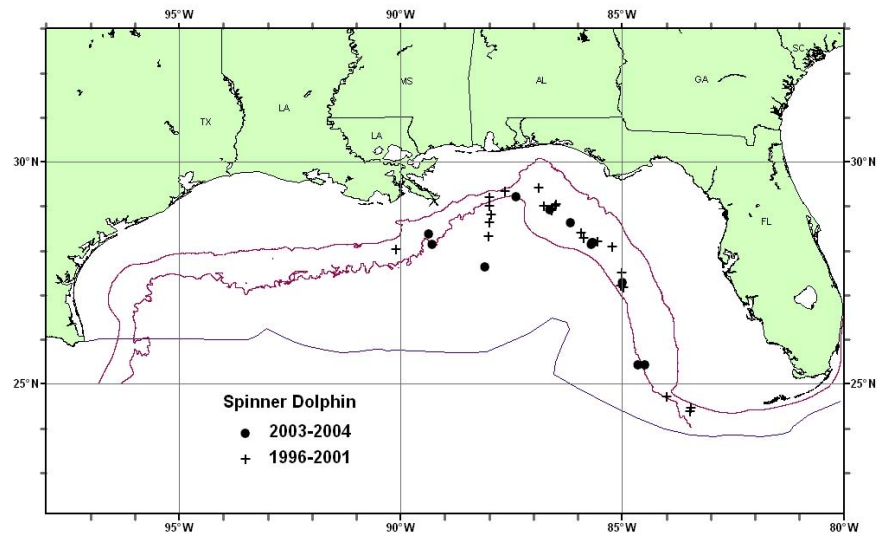 95°W 90°W 85°W 80°W
SC
MS AL GA
TX LA
LA
30°N 30°N
FL
25°N 25°N
Spinner Dolphin
2003-2004
1996-2001
95°W 90°W 85°W 80°W